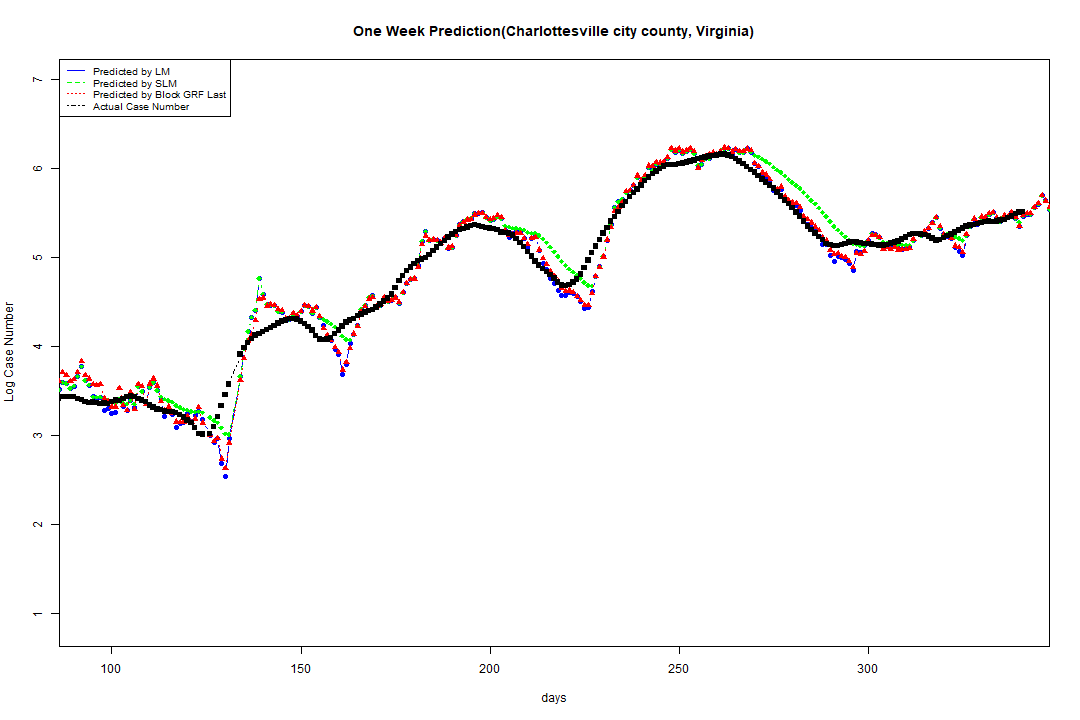 One Week Prediction(Charlottesville city county, Virginia)
Predicted by LM
Predicted by SLM
Predicted by Block GRF Last
Actual Case Number
7
6
5
4
3
2
1
Log Case Number
100 150 200 250 300
days